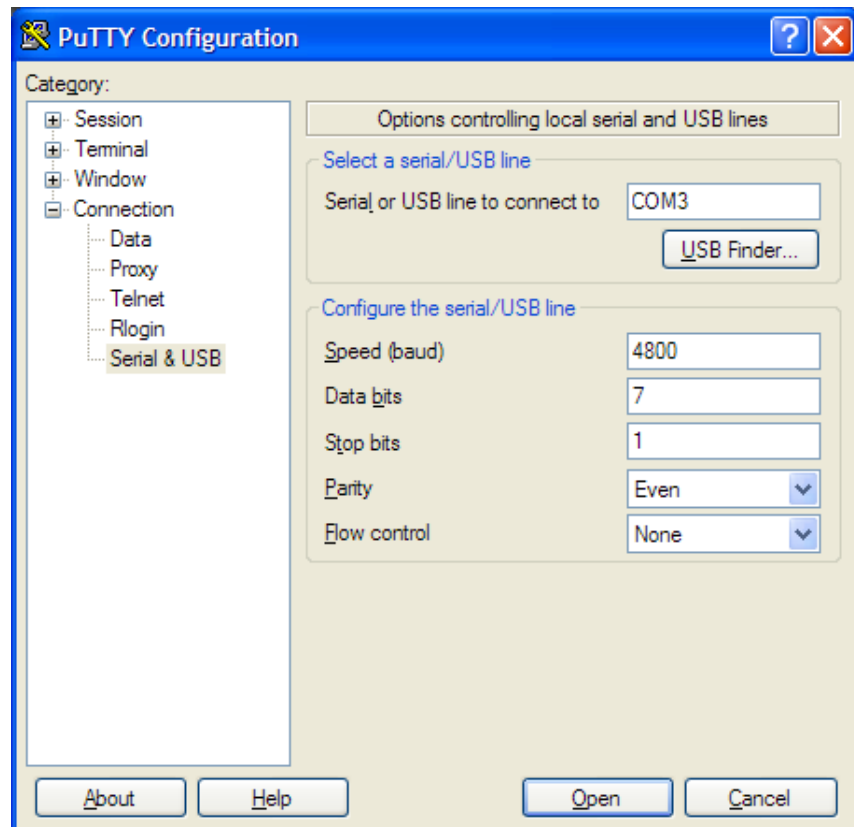 PuTTY Configuration
Category:
Session
Terminal
Window
Connection
Data
Proxy
Telnet
Rlogin
Serial & USB
Options controlling local serial and USB lines
Select a serial/USB line
Serial or USB line to connect to COM3
USB Finder...
Configure the serial/USB line
Speed (baud) 4800
Data bits 7
Stop bits 1
Parity Even
Flow control None
About Help Open Cancel